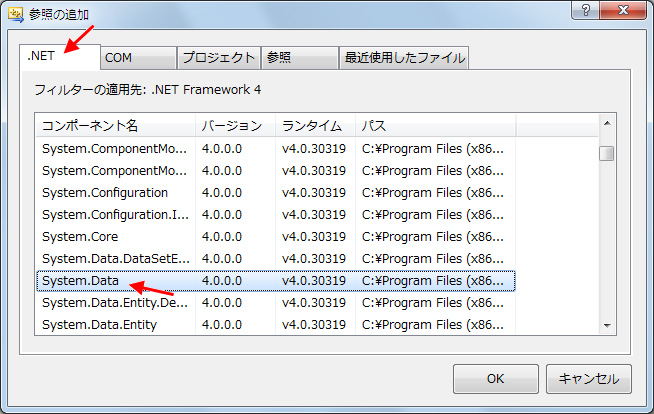 参照の追加
.NET COM プロジェクト 参照 最近使用したファイル
フィルターの適用先: .NET Framework 4
コンポーネント名 バージョン ランタイム パス
System.ComponentMo... 4.0.0.0 v4.0.30319 C:¥Program Files (x86...
System.ComponentMo... 4.0.0.0 v4.0.30319 C:¥Program Files (x86...
System.Configuration 4.0.0.0 v4.0.30319 C:¥Program Files (x86...
System.Configuration.I... 4.0.0.0 v4.0.30319 C:¥Program Files (x86...
System.Core 4.0.0.0 v4.0.30319 C:¥Program Files (x86...
System.Data.DataSetE... 4.0.0.0 v4.0.30319 C:¥Program Files (x86...
System.Data 4.0.0.0 v4.0.30319 C:¥Program Files (x86...
System.Data.Entity.De... 4.0.0.0 v4.0.30319 C:¥Program Files (x86...
System.Data.Entity 4.0.0.0 v4.0.30319 C:¥Program Files (x86...
OK キャンセル